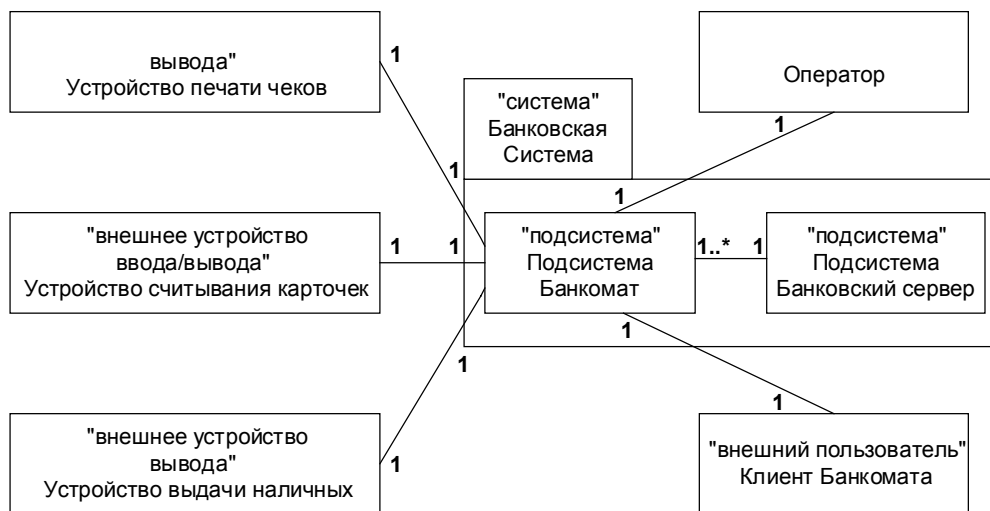 вывода"
Устройство печати чеков
1
Оператор
1
"система"
Банковская
Система
1
1
"внешнее устройство
ввода/вывода"
Устройство считывания карточек
1
1
"подсистема"
Подсистема
Банкомат
1..*
1
"подсистема"
Подсистема
Банковский сервер
1
1
"внешнее устройство
вывода"
Устройство выдачи наличных
1
1
"внешний пользователь"
Клиент Банкомата